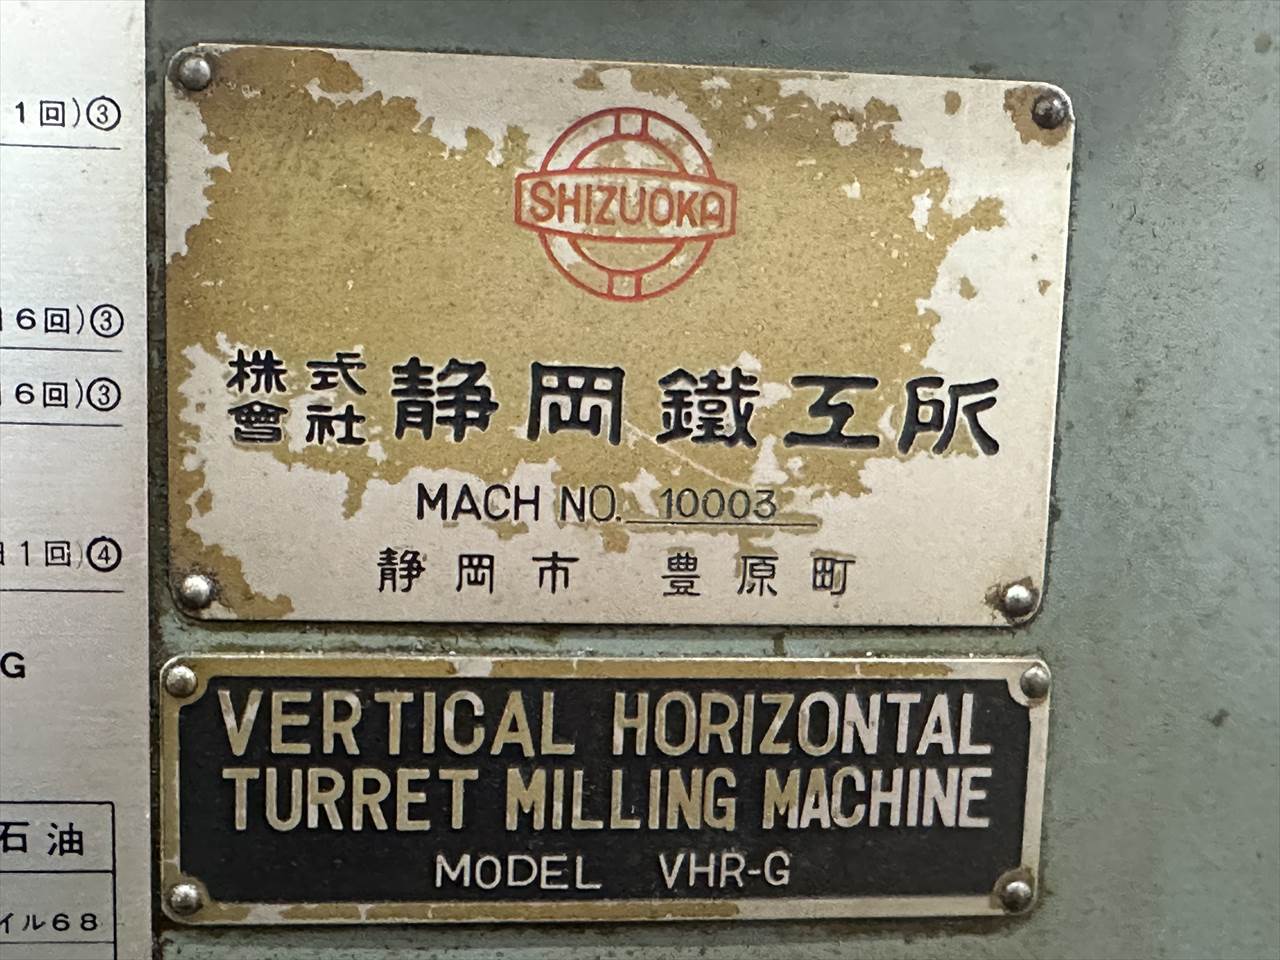 1回)③
6回)③
6回)③
1回)④
G
石油
イル68
SHIZUOKA
株式會社 静岡鐵工所
MACH NO. 10003
静岡市 豊原町
VERTICAL HORIZONTAL
TURRET MILLING MACHINE
MODEL VHR-G